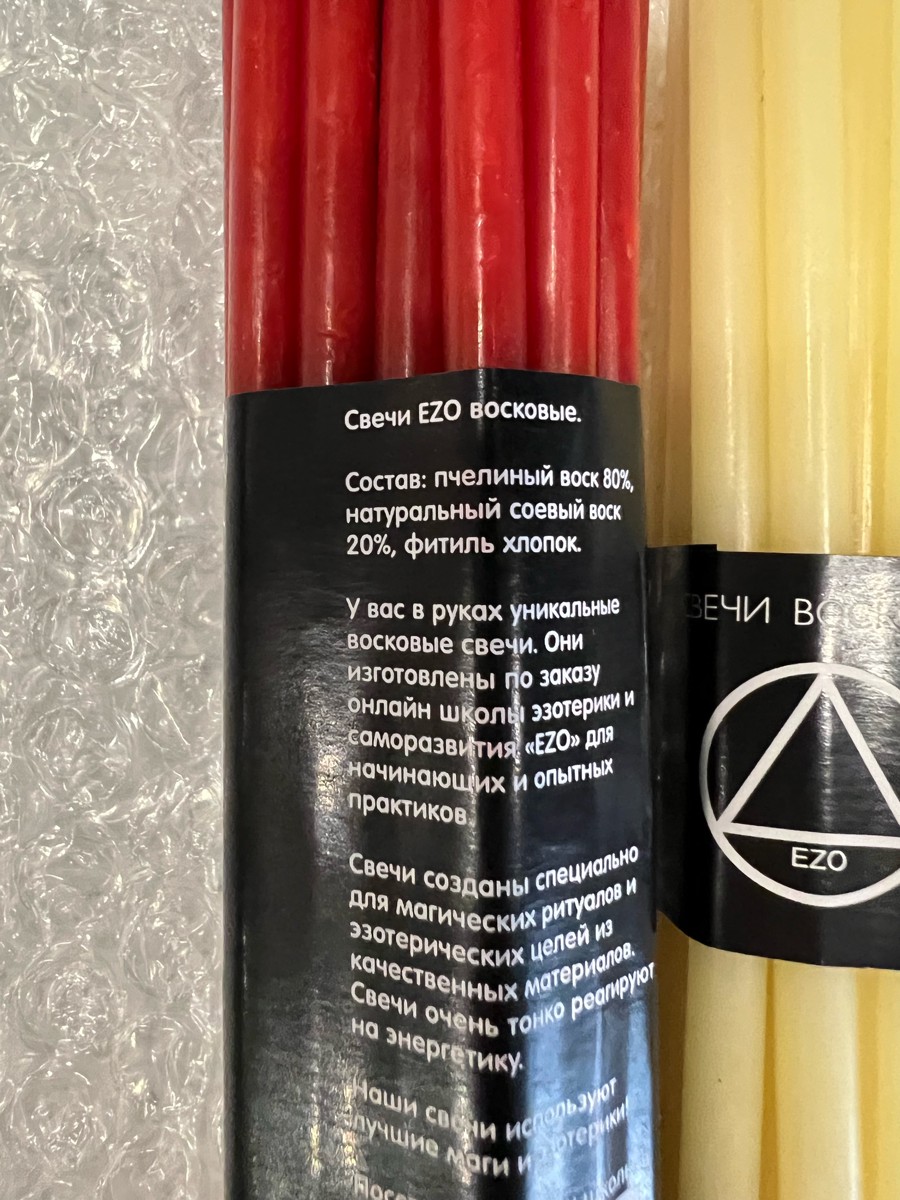 Свечи EZO восковые.
Состав: пчелиный воск 80%,
натуральный соевый воск
20%, фитиль хлопок.
У вас в руках уникальные
восковые свечи. Они
изготовлены по заказу
онлайн школы эзотерики и
саморазвития «EZO» для
начинающих и опытных
практиков.
Свечи созданы специально
для магических ритуалов и
эзотерических целей из
качественных материалов.
Свечи очень тонко реагируют
на энергетику.
Наши свечи используют
лучшие маги и эзотерики!
EZO